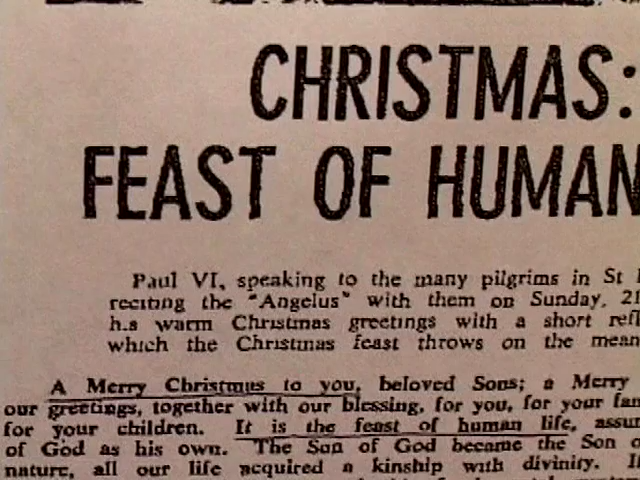 CHRISTMAS:
FEAST OF HUMAN
Paul VI, speaking to the many pilgrims in St
reciting the "Angelus" with them on Sunday, 21
h.s warm Christmas greetings with a short refl
which the Christmas feast throws on the mean
A Merry Christmas to you, beloved Sons; a Merry
our greetings, together with our blessing, for you, for your fam
for your children. It is the feast of human life, assu
of God as his own. The Son of God became the Son o
nature, all our life acquired a kinship with divinity. I